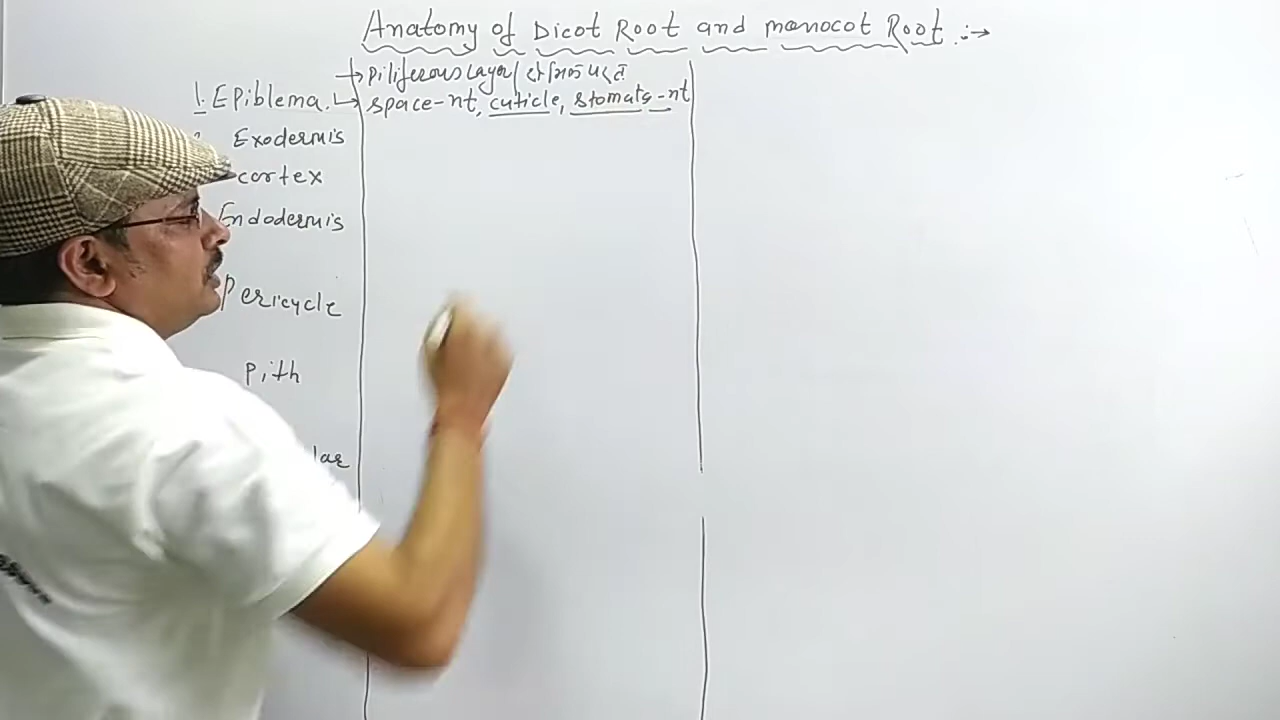 Anatomy of Dicot Root and monocot Root :→
→ Piliferous layer /
1. Epiblema. → space-nt, cuticle, stomata-nt
Exodermis
cortex
Endodermis
Pericycle
Pith